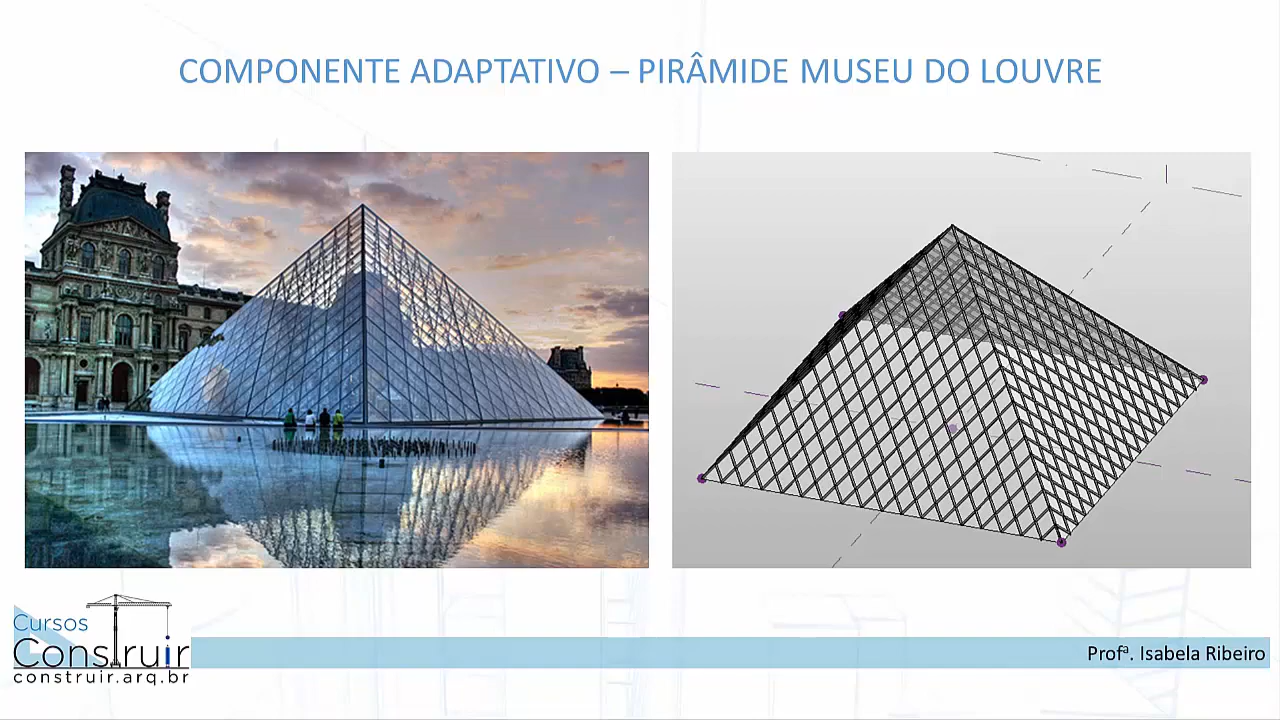 COMPONENTE ADAPTATIVO – PIRÂMIDE MUSEU DO LOUVRE
Cursos
Construir
construir.arq.br
Profª. Isabela Ribeiro